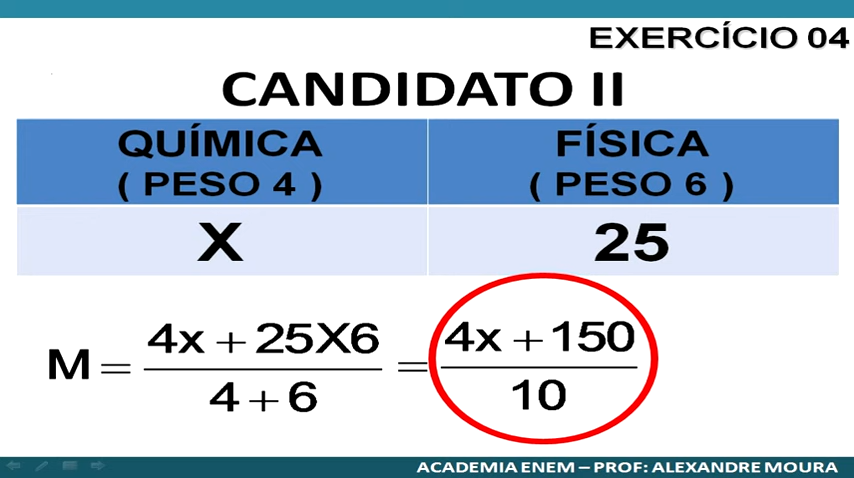 EXERCÍCIO 04
CANDIDATO II
QUÍMICA
( PESO 4 )
FÍSICA
( PESO 6 )
X
25
M = (4x + 25X6) / (4 + 6) = (4x + 150) / 10
ACADEMIA ENEM – PROF: ALEXANDRE MOURA